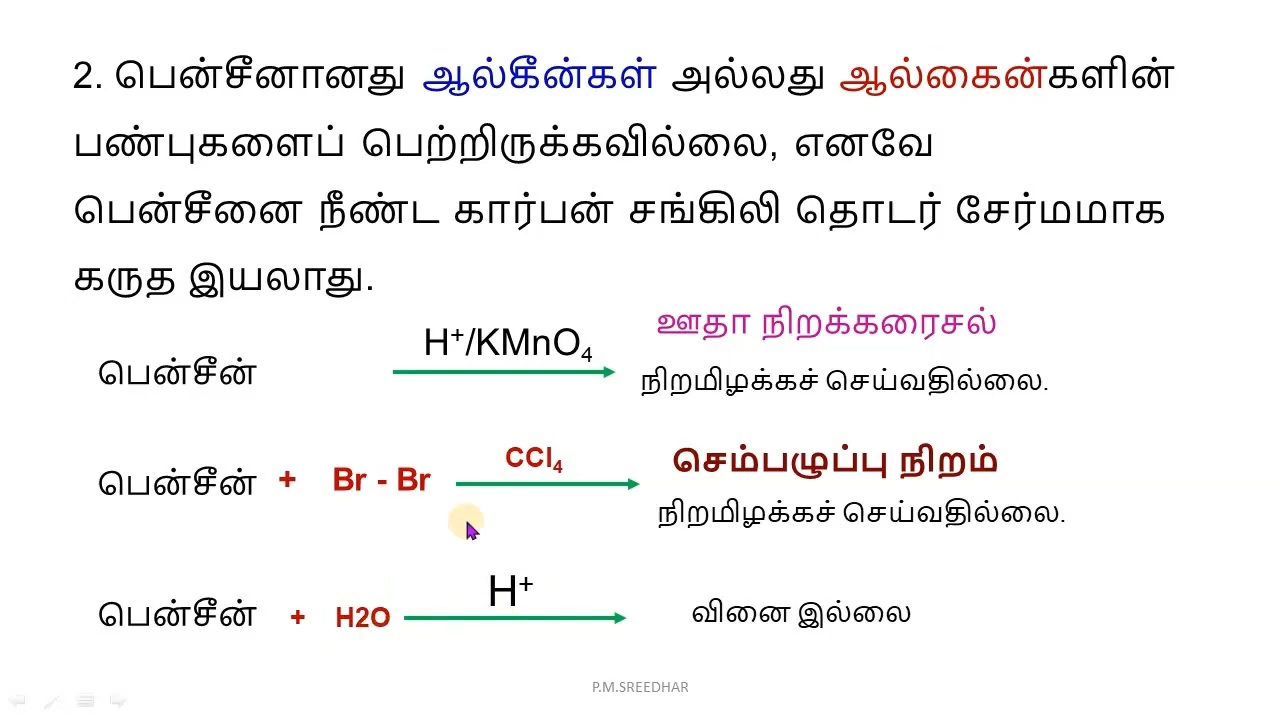 2. பென்சீனானது ஆல்கீன்கள் அல்லது ஆல்கைன்களின்
பண்புகளைப் பெற்றிருக்கவில்லை, எனவே
பென்சீனை நீண்ட கார்பன் சங்கிலி தொடர் சேர்மமாக
கருத இயலாது.
பென்சீன் H⁺/KMnO₄ ஊதா நிறக்கரைசல்
நிறமிழக்கச் செய்வதில்லை.
பென்சீன் + Br - Br CCl₄ செம்பழுப்பு நிறம்
நிறமிழக்கச் செய்வதில்லை.
பென்சீன் + H2O H⁺ வினை இல்லை
P.M.SREEDHAR